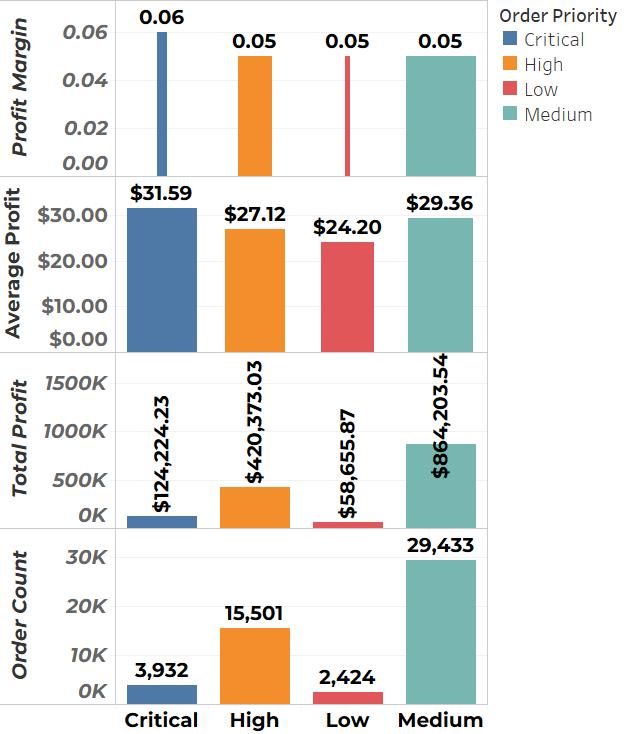 Order Priority
Critical
High
Low
Medium
Profit Margin
0.06
0.04
0.02
0.00
0.06
0.05
0.05
0.05
Average Profit
$30.00
$20.00
$10.00
$0.00
$31.59
$27.12
$24.20
$29.36
Total Profit
1500K
1000K
500K
0K
$124,224.23
$420,373.03
$58,655.87
$864,203.54
Order Count
30K
20K
10K
0K
3,932
15,501
2,424
29,433
Critical
High
Low
Medium